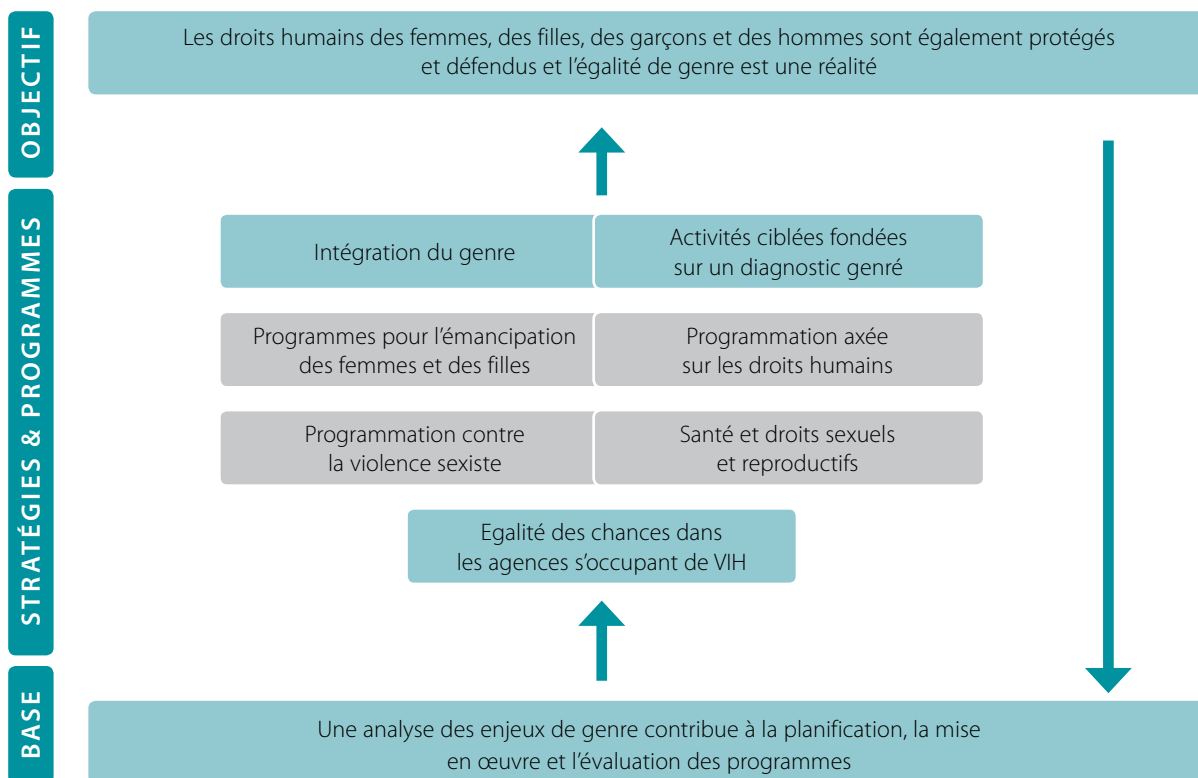 OBJECTIF
Les droits humains des femmes, des filles, des garçons et des hommes sont également protégés
et défendus et l'égalité de genre est une réalité
STRATÉGIES & PROGRAMMES
Intégration du genre
Activités ciblées fondées
sur un diagnostic genré
Programmes pour l'émancipation
des femmes et des filles
Programmation axée
sur les droits humains
Programmation contre
la violence sexiste
Santé et droits sexuels
et reproductifs
Egalité des chances dans
les agences s'occupant de VIH
BASE
Une analyse des enjeux de genre contribue à la planification, la mise
en œuvre et l'évaluation des programmes